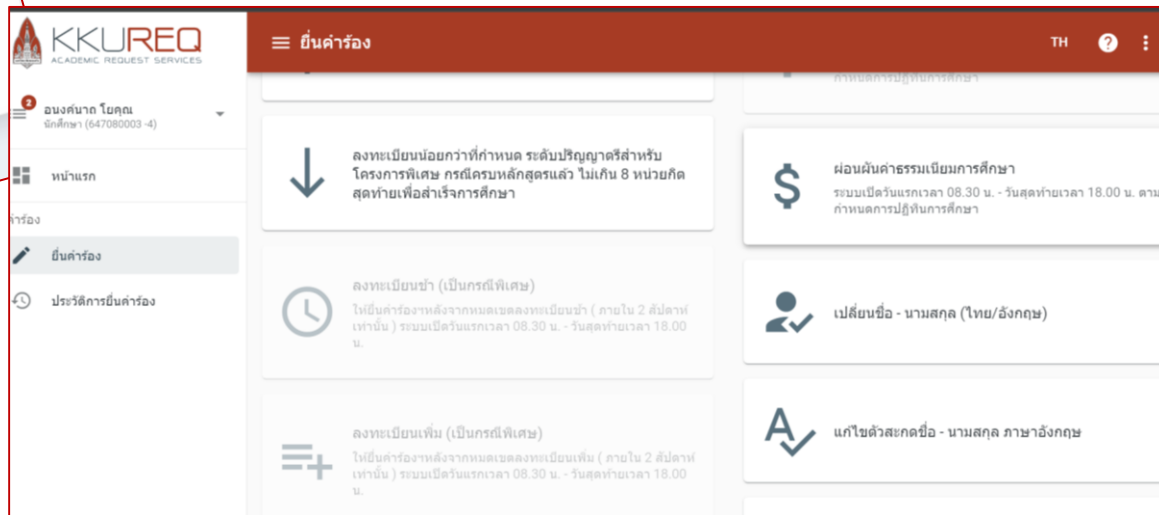 KKUREQ
ACADEMIC REQUEST SERVICES
ยื่นคำร้อง
TH
2
อนงค์นาถ โยคุณ
นักศึกษา (647080003 -4)
หน้าแรก
คำร้อง
ยื่นคำร้อง
ประวัติการยื่นคำร้อง
ลงทะเบียนน้อยกว่าที่กำหนด ระดับปริญญาตรีสำหรับ
โครงการพิเศษ กรณีครบหลักสูตรแล้ว ไม่เกิน 8 หน่วยกิต
สุดท้ายเพื่อสำเร็จการศึกษา
ลงทะเบียนช้า (เป็นกรณีพิเศษ)
ให้ยื่นคำร้องฯหลังจากหมดเขตลงทะเบียนช้า ( ภายใน 2 สัปดาห์
เท่านั้น ) ระบบเปิดวันแรกเวลา 08.30 น. - วันสุดท้ายเวลา 18.00
น.
ลงทะเบียนเพิ่ม (เป็นกรณีพิเศษ)
ให้ยื่นคำร้องฯหลังจากหมดเขตลงทะเบียนเพิ่ม ( ภายใน 2 สัปดาห์
เท่านั้น ) ระบบเปิดวันแรกเวลา 08.30 น. - วันสุดท้ายเวลา 18.00
น.
กำหนดการปฏิทินการศึกษา
ผ่อนผันค่าธรรมเนียมการศึกษา
ระบบเปิดวันแรกเวลา 08.30 น. - วันสุดท้ายเวลา 18.00 น. ตาม
กำหนดการปฏิทินการศึกษา
เปลี่ยนชื่อ - นามสกุล (ไทย/อังกฤษ)
แก้ไขตัวสะกดชื่อ - นามสกุล ภาษาอังกฤษ